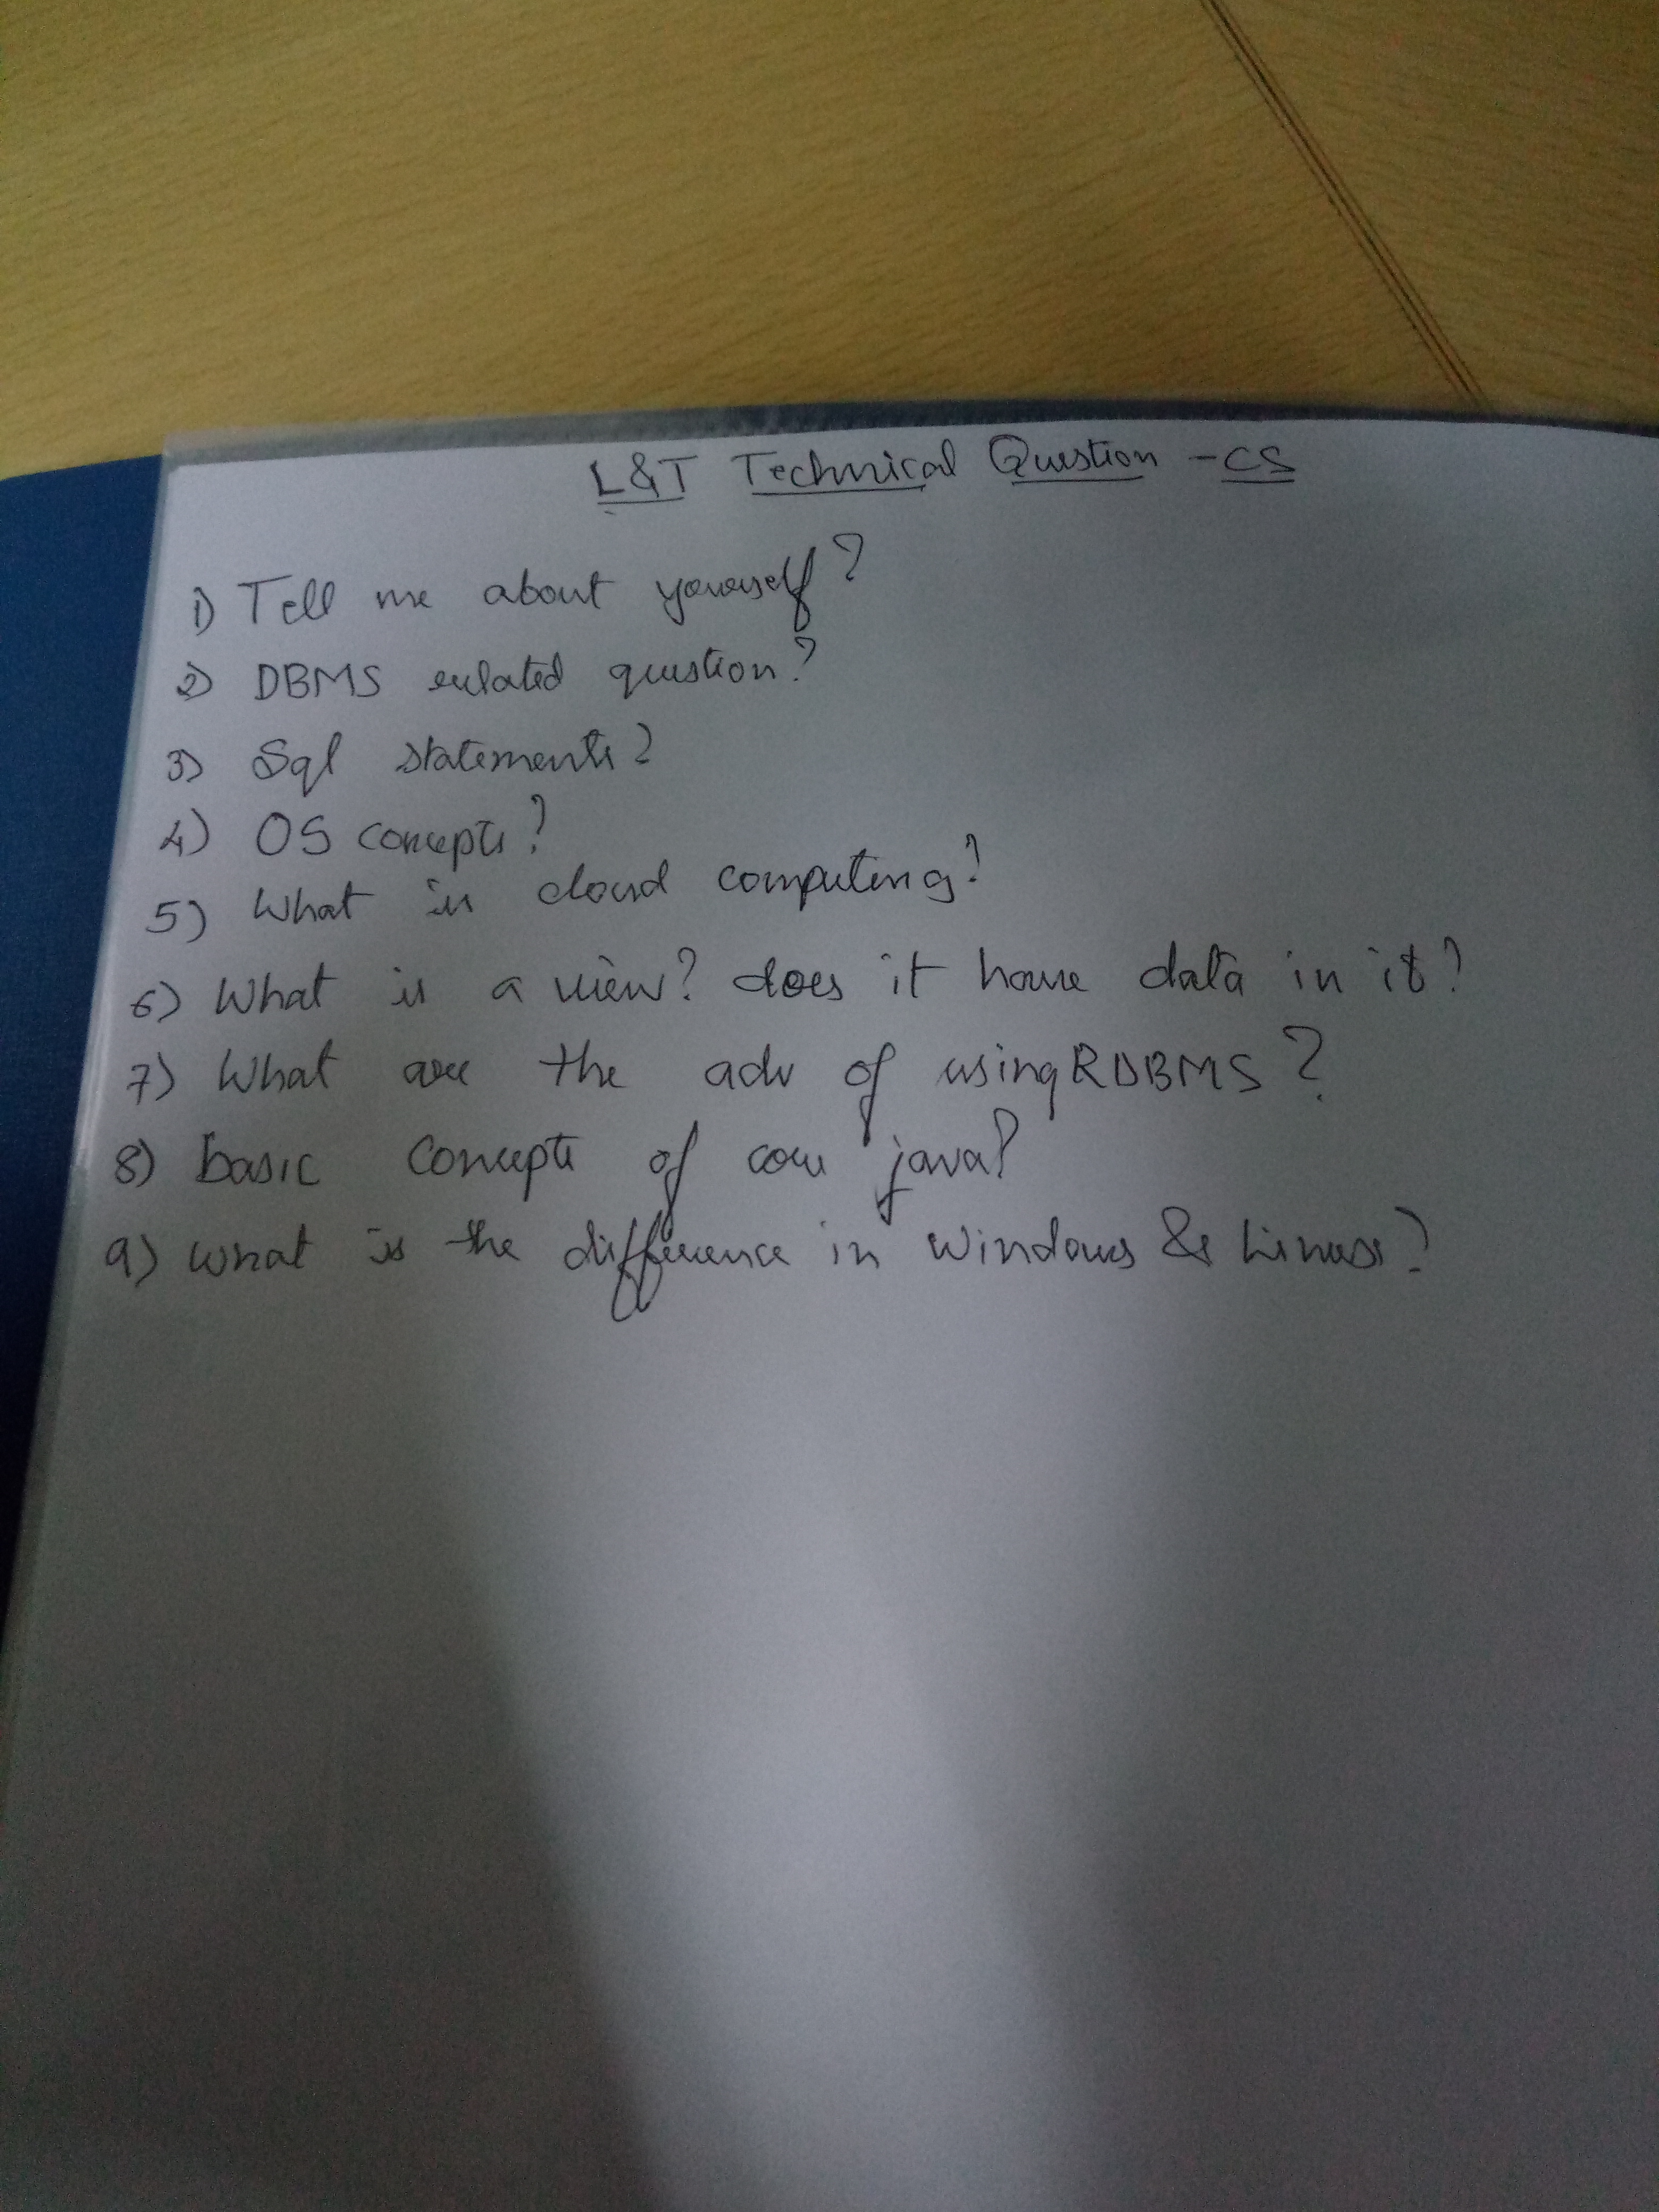 L&T Technical Question - CS
1) Tell me about yourself?
2) DBMS related question?
3) Sql statements?
4) OS concepts?
5) What is cloud computing?
6) What is a view? does it have data in it?
7) What are the adv of using RDBMS?
8) basic concepts of core java?
9) what is the difference in windows & Linux?